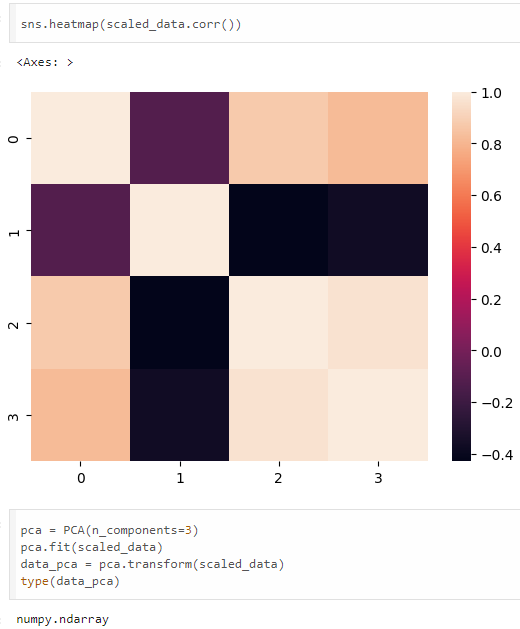 sns.heatmap(scaled_data.corr())
<Axes: >
0
1
2
3
0
1
2
3
1.0
0.8
0.6
0.4
0.2
0.0
−0.2
−0.4
pca = PCA(n_components=3)
pca.fit(scaled_data)
data_pca = pca.transform(scaled_data)
type(data_pca)
numpy.ndarray